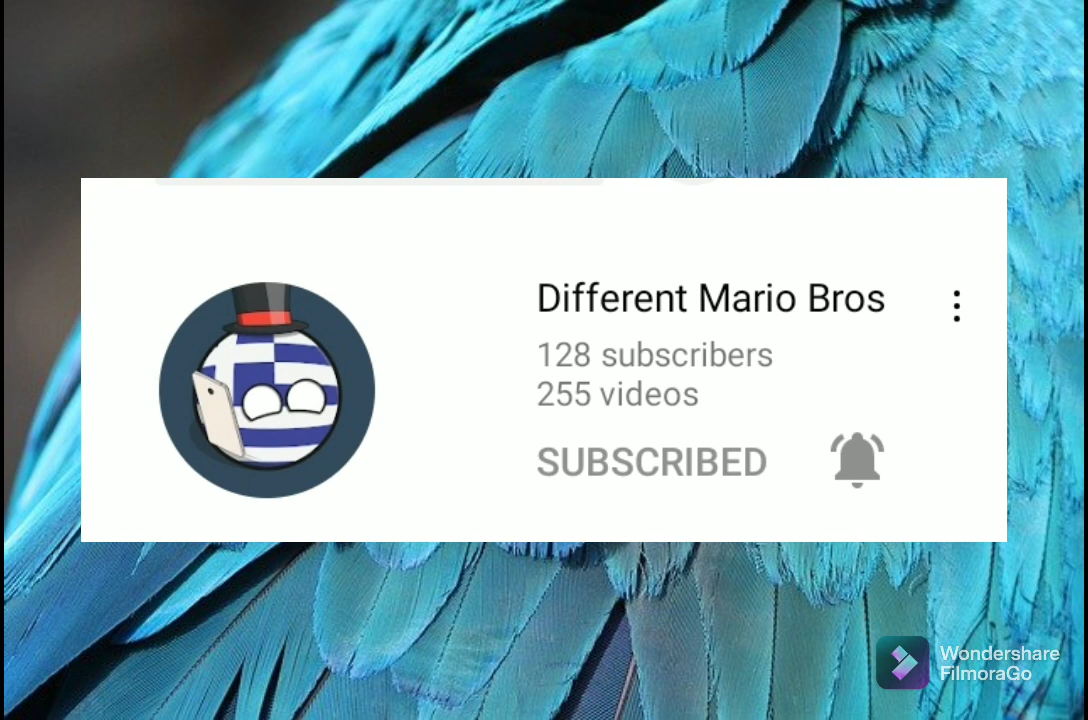 Different Mario Bros
128 subscribers
255 videos
SUBSCRIBED
Wondershare
FilmoraGo